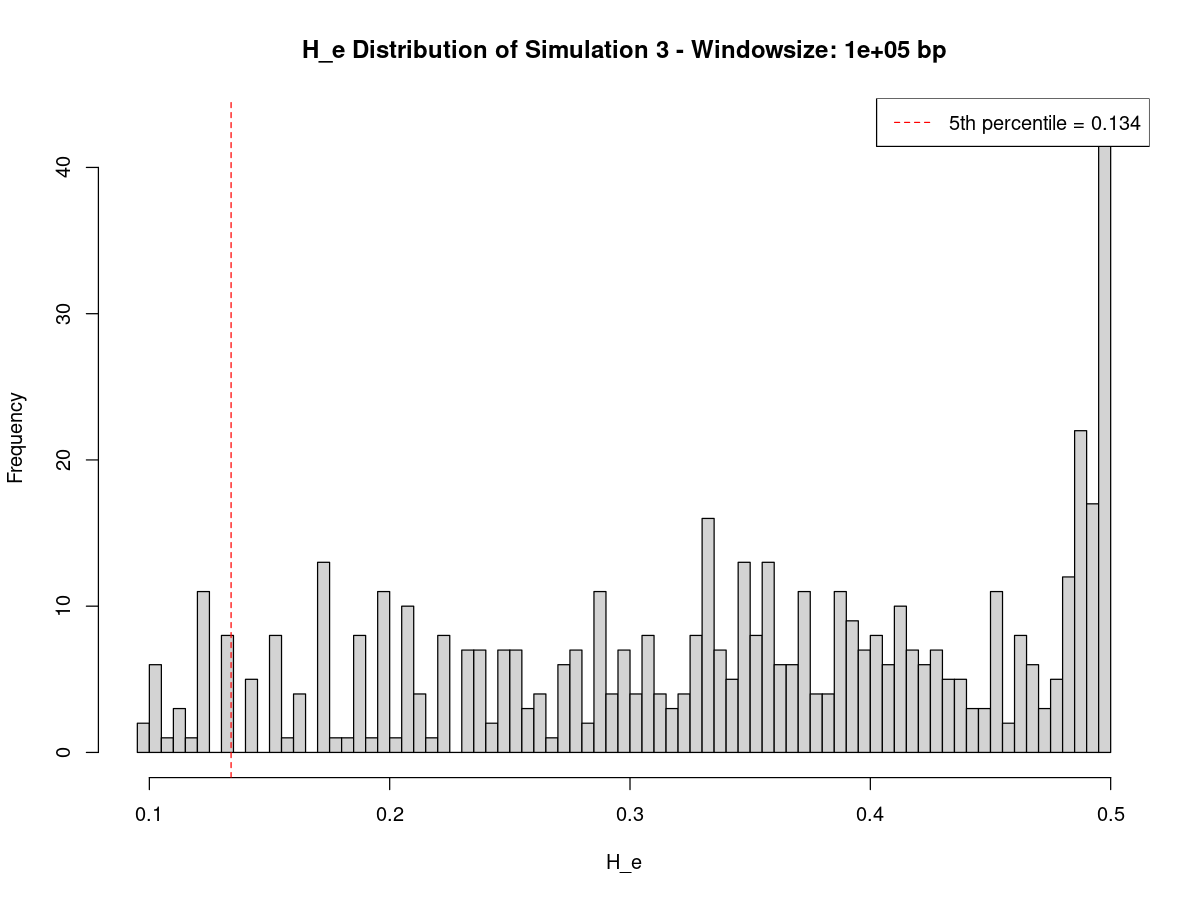 H_e Distribution of Simulation 3 - Windowsize: 1e+05 bp
5th percentile = 0.134
Frequency
40
30
20
10
0
0.1 0.2 0.3 0.4 0.5
H_e